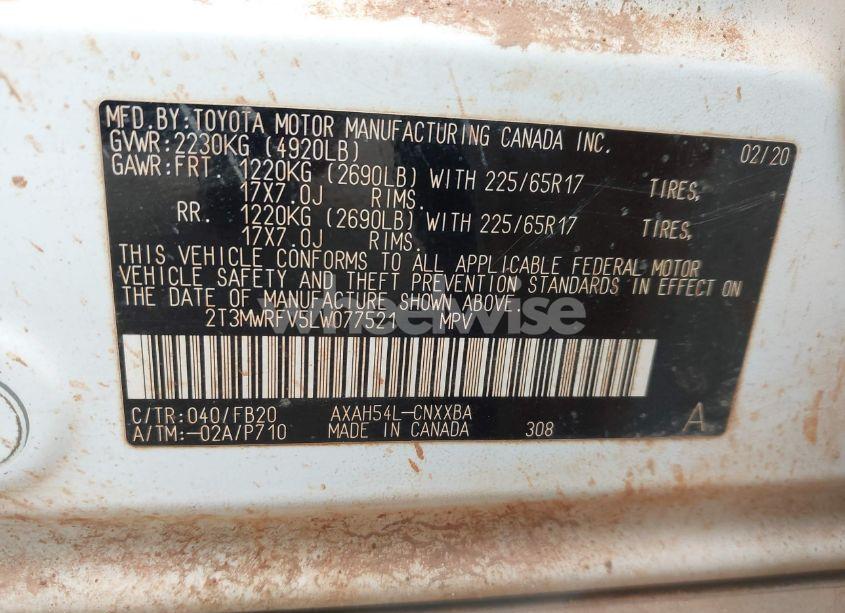 MFD.BY:TOYOTA MOTOR MANUFACTURING CANADA INC. 02/20
GVWR:2230KG (4920LB)
GAWR:FRT. 1220KG (2690LB) WITH 225/65R17 TIRES,
17X7.0J RIMS.
RR. 1220KG (2690LB) WITH 225/65R17 TIRES,
17X7.0J RIMS.
THIS VEHICLE CONFORMS TO ALL APPLICABLE FEDERAL MOTOR
VEHICLE SAFETY AND THEFT PREVENTION STANDARDS IN EFFECT ON
THE DATE OF MANUFACTURE SHOWN ABOVE.
2T3MWRFV5LW077521 MPV
wheelwise
C/TR:040/FB20 AXAH54L-CNXXBA A
A/TM:-02A/P710 MADE IN CANADA 308